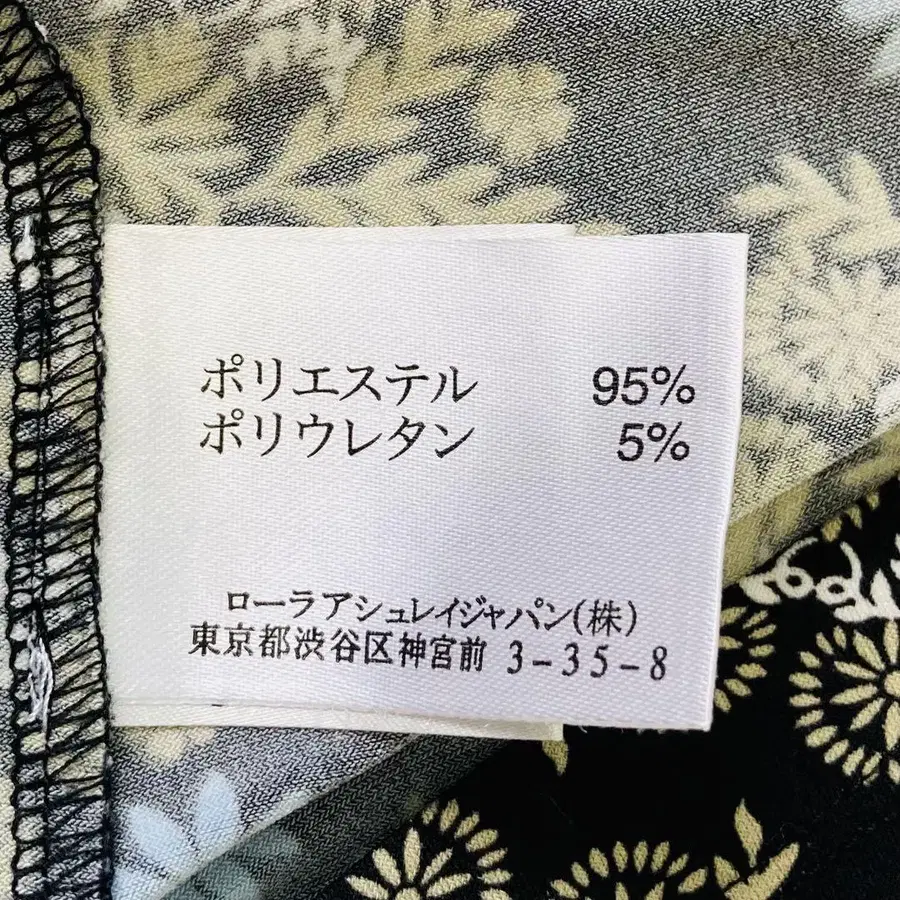 ポリエステル 95%
ポリウレタン 5%
ローラアシュレイジャパン(株)
東京都渋谷区神宮前 3-35-8